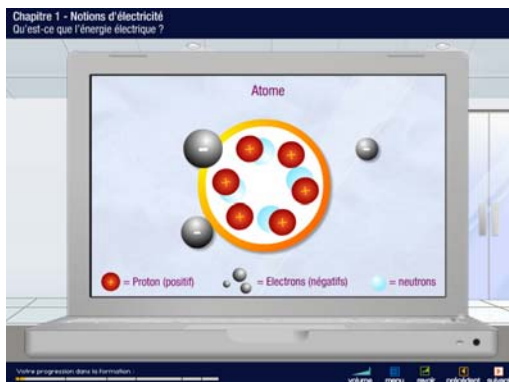 Chapitre 1 - Notions d'électricité
Qu'est-ce que l'énergie électrique ?
Atome
+ + + + + +
- - -
+ = Proton (positif) - = Electrons (négatifs) = neutrons
Votre progression dans la formation :
volume menu revoir précédent suivant